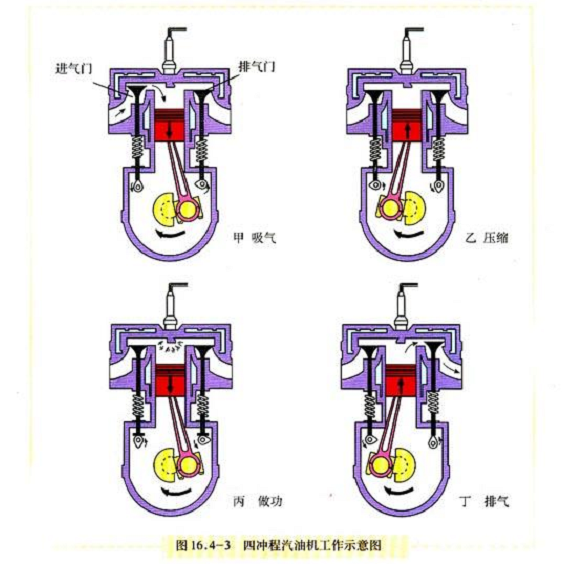 进气门
排气门
甲 吸气
乙 压缩
丙 做功
丁 排气
图16.4-3 四冲程汽油机工作示意图